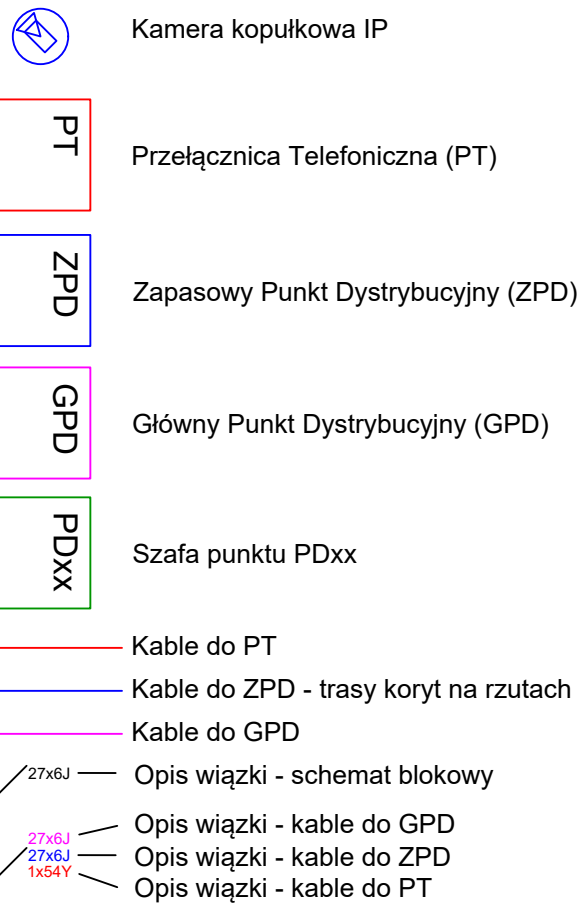 Kamera kopułkowa IP
PT
Przełącznica Telefoniczna (PT)
ZPD
Zapasowy Punkt Dystrybucyjny (ZPD)
GPD
Główny Punkt Dystrybucyjny (GPD)
PDxx
Szafa punktu PDxx
Kable do PT
Kable do ZPD - trasy koryt na rzutach
Kable do GPD
27x6J
Opis wiązki - schemat blokowy
27x6J
Opis wiązki - kable do GPD
27x6J
Opis wiązki - kable do ZPD
1x54Y
Opis wiązki - kable do PT